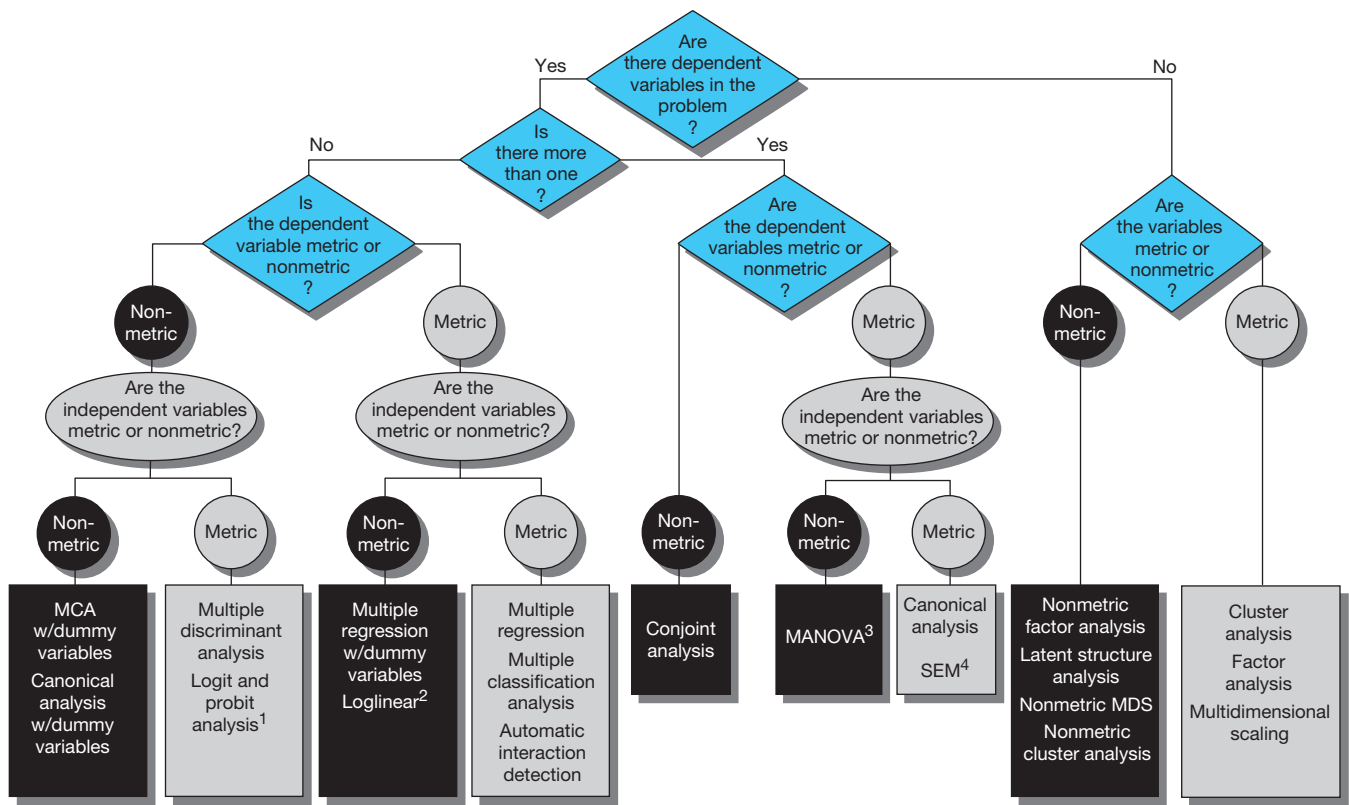 Are
there dependent
variables in the
problem
?
Yes
No
Is
there more
than one
?
No
Yes
Is
the dependent
variable metric or
nonmetric
?
Are
the dependent
variables metric or
nonmetric
?
Are
the variables
metric or
nonmetric
?
Non-
metric
Metric
Metric
Non-
metric
Metric
Are the
independent variables
metric or nonmetric?
Are the
independent variables
metric or nonmetric?
Are the
independent variables
metric or nonmetric?
Non-
metric
Metric
Non-
metric
Metric
Non-
metric
Non-
metric
Metric
MCA
w/dummy
variables
Canonical
analysis
w/dummy
variables
Multiple
discriminant
analysis
Logit and
probit
analysis1
Multiple
regression
w/dummy
variables
Loglinear2
Multiple
regression
Multiple
classification
analysis
Automatic
interaction
detection
Conjoint
analysis
MANOVA3
Canonical
analysis
SEM4
Nonmetric
factor analysis
Latent structure
analysis
Nonmetric MDS
Nonmetric
cluster analysis
Cluster
analysis
Factor
analysis
Multidimensional
scaling